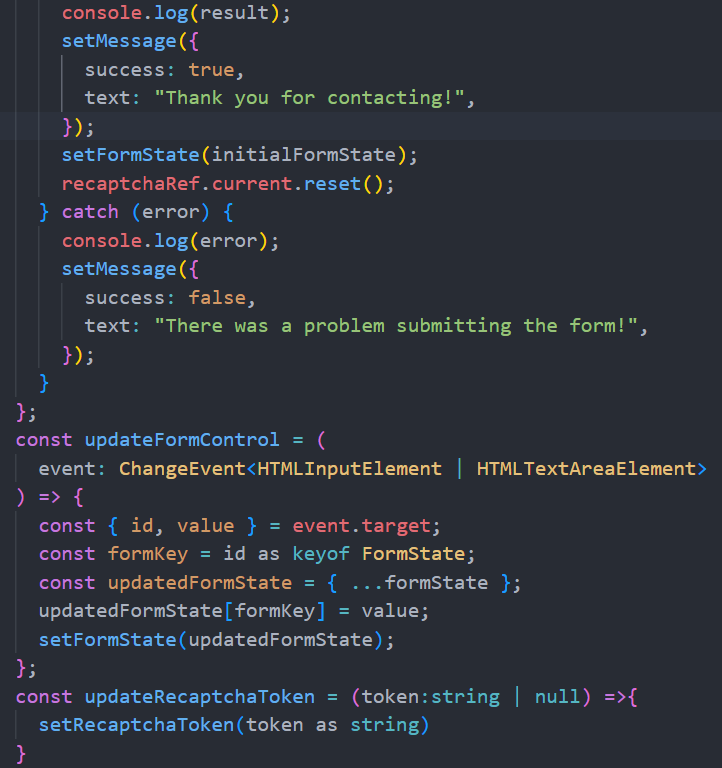 console.log(result);
setMessage({
success: true,
text: "Thank you for contacting!",
});
setFormState(initialFormState);
recaptchaRef.current.reset();
} catch (error) {
console.log(error);
setMessage({
success: false,
text: "There was a problem submitting the form!",
});
}
};
const updateFormControl = (
event: ChangeEvent<HTMLInputElement | HTMLTextAreaElement>
) => {
const { id, value } = event.target;
const formKey = id as keyof FormState;
const updatedFormState = { ...formState };
updatedFormState[formKey] = value;
setFormState(updatedFormState);
};
const updateRecaptchaToken = (token:string | null) =>{
setRecaptchaToken(token as string)
}